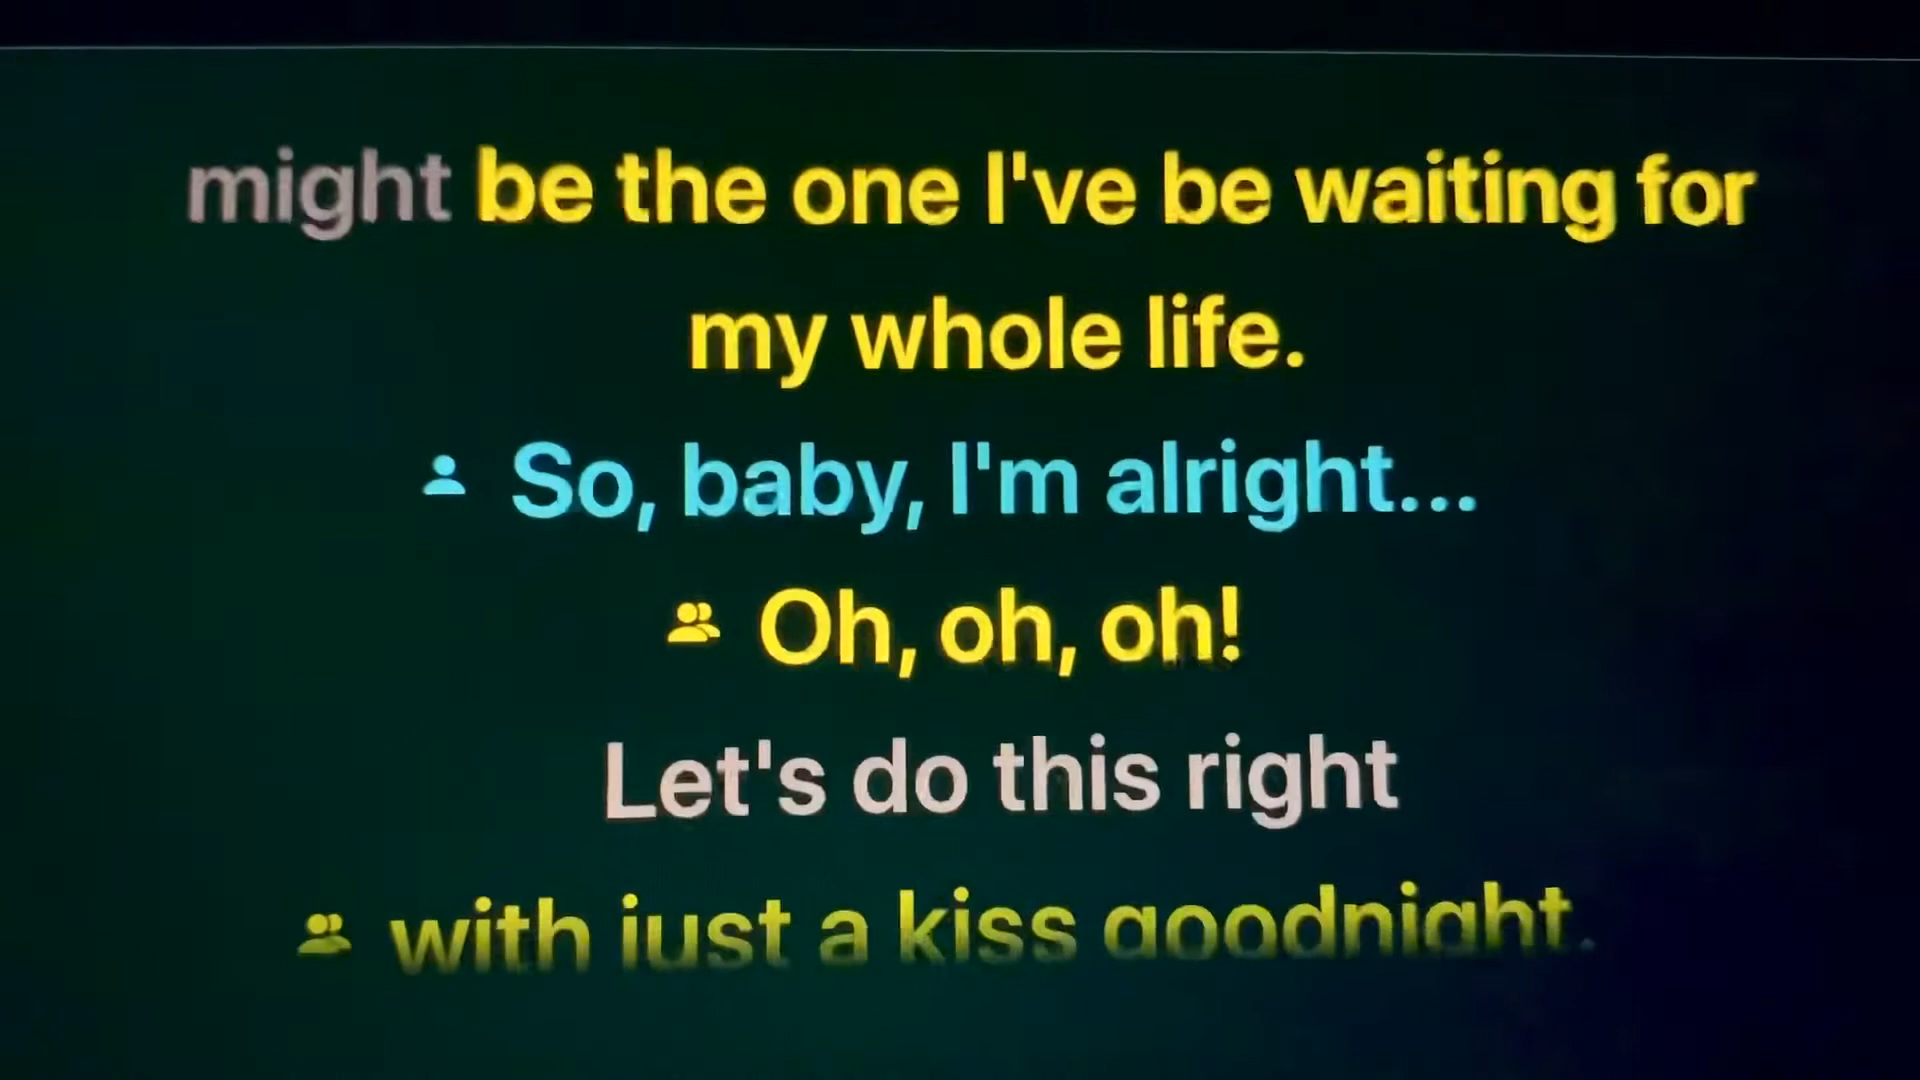 might be the one I've be waiting for
my whole life.
So, baby, I'm alright...
Oh, oh, oh!
Let's do this right
with just a kiss goodnight.